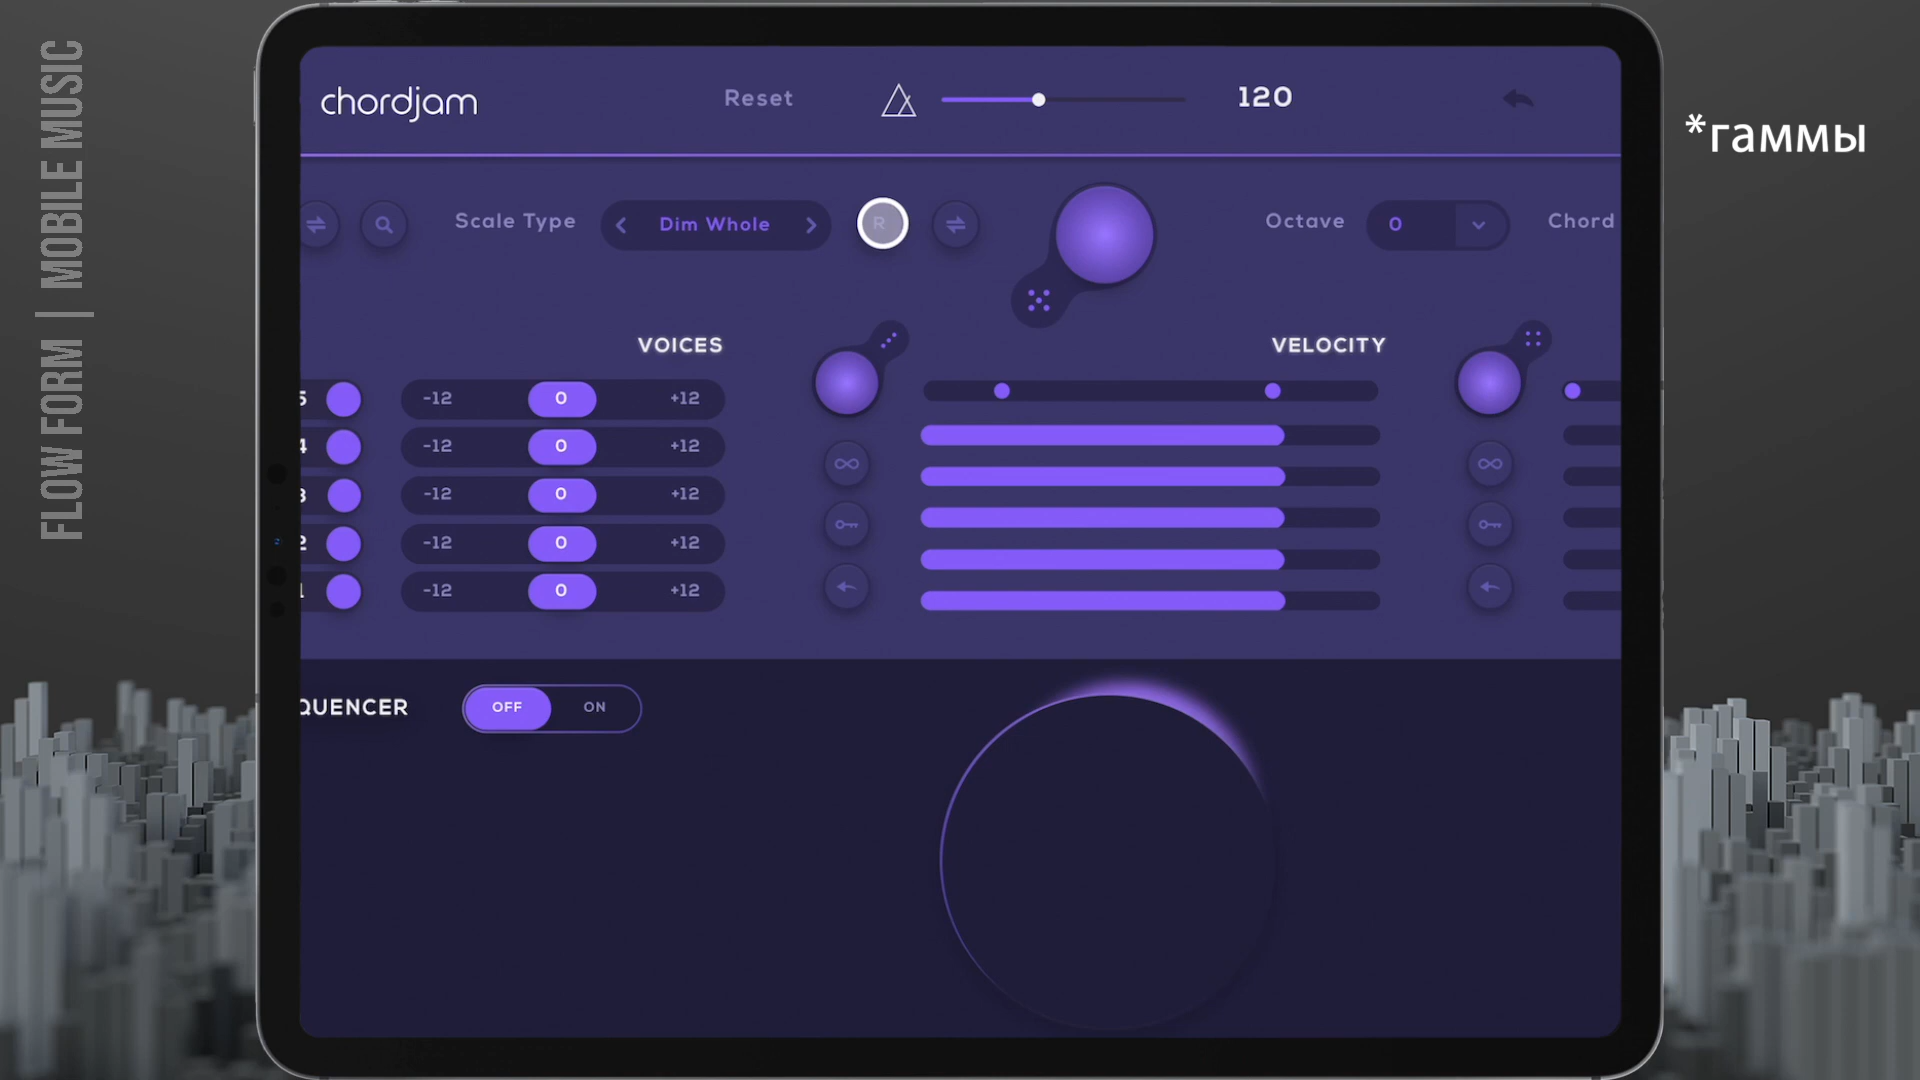 FLOW FORM | MOBILE MUSIC
chordjam
Reset
120
*гаммы
Scale Type
Dim Whole
R
Octave
0
Chord
VOICES
VELOCITY
5 -12 0 +12
4 -12 0 +12
3 -12 0 +12
2 -12 0 +12
1 -12 0 +12
QUENCER
OFF
ON